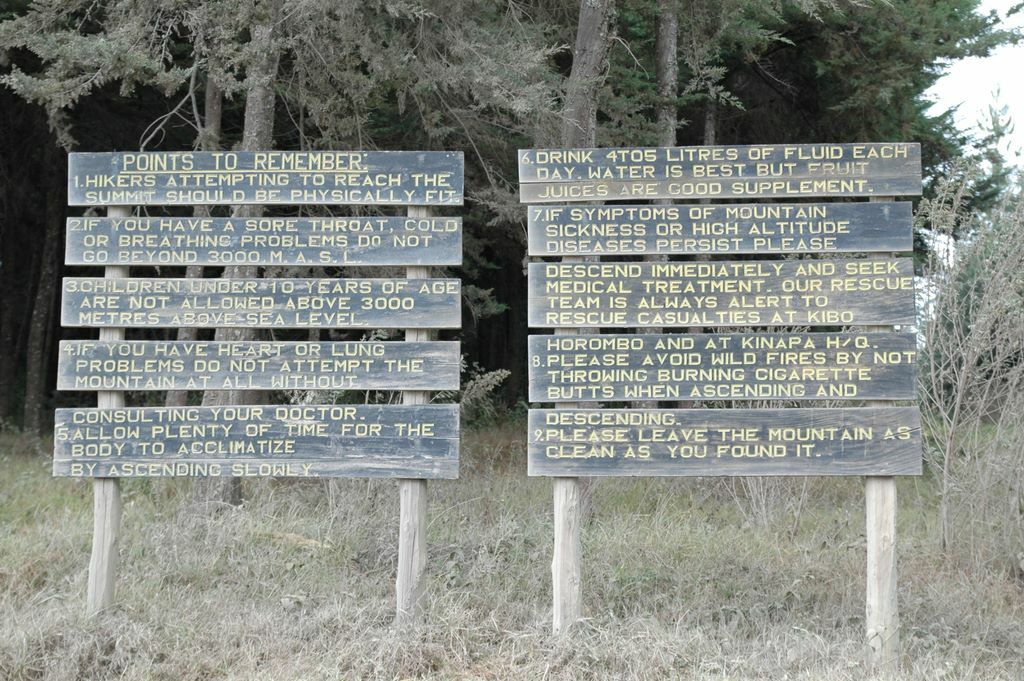 POINTS TO REMEMBER:
1.HIKERS ATTEMPTING TO REACH THE
SUMMIT SHOULD BE PHYSICALLY FIT.
2.IF YOU HAVE A SORE THROAT, COLD
OR BREATHING PROBLEMS DO NOT
GO BEYOND 3000.M.A.S.L.
3.CHILDREN UNDER 10 YEARS OF AGE
ARE NOT ALLOWED ABOVE 3000
METRES ABOVE SEA LEVEL.
4.IF YOU HAVE HEART OR LUNG
PROBLEMS DO NOT ATTEMPT THE
MOUNTAIN AT ALL WITHOUT
CONSULTING YOUR DOCTOR.
5.ALLOW PLENTY OF TIME FOR THE
BODY TO ACCLIMATIZE
BY ASCENDING SLOWLY.
6.DRINK 4TO5 LITRES OF FLUID EACH
DAY. WATER IS BEST BUT FRUIT
JUICES ARE GOOD SUPPLEMENT.
7.IF SYMPTOMS OF MOUNTAIN
SICKNESS OR HIGH ALTITUDE
DISEASES PERSIST PLEASE
DESCEND IMMEDIATELY AND SEEK
MEDICAL TREATMENT. OUR RESCUE
TEAM IS ALWAYS ALERT TO
RESCUE CASUALTIES AT KIBO
HOROMBO AND AT KINAPA H/Q.
8.PLEASE AVOID WILD FIRES BY NOT
THROWING BURNING CIGARETTE
BUTTS WHEN ASCENDING AND
DESCENDING.
9.PLEASE LEAVE THE MOUNTAIN AS
CLEAN AS YOU FOUND IT.